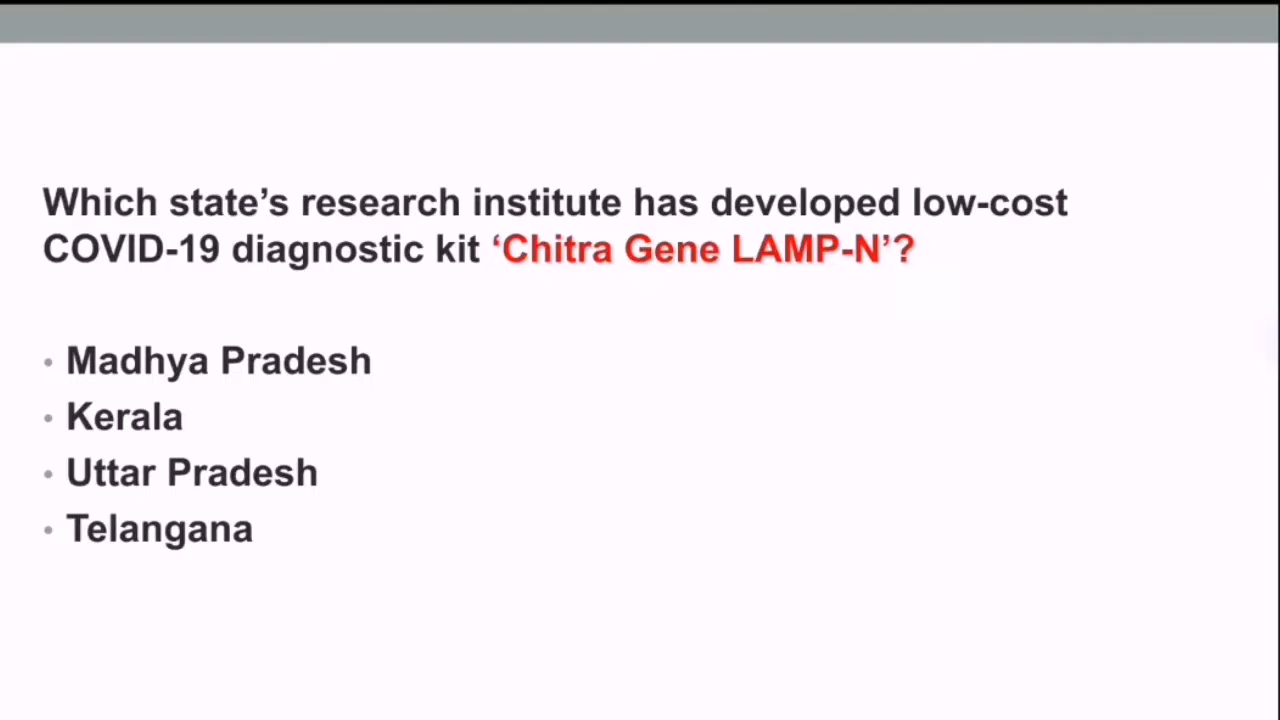 Which state’s research institute has developed low-cost
COVID-19 diagnostic kit ‘Chitra Gene LAMP-N’?
• Madhya Pradesh
• Kerala
• Uttar Pradesh
• Telangana